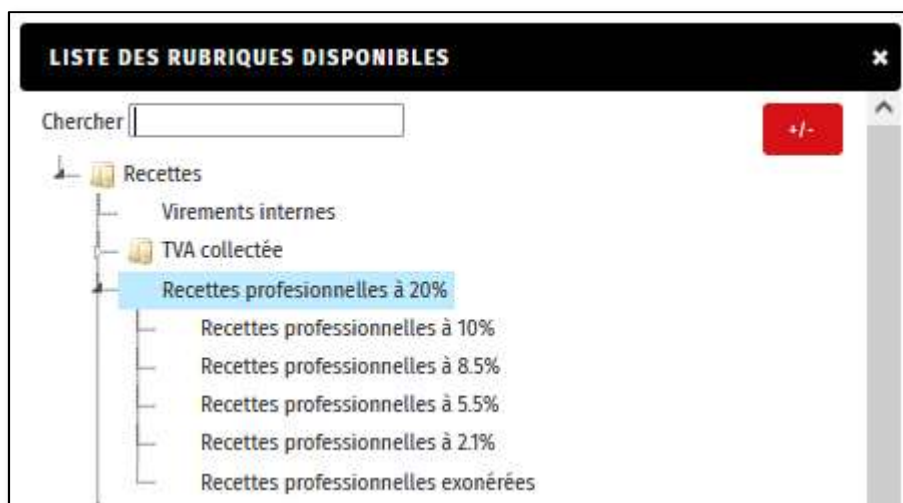 LISTE DES RUBRIQUES DISPONIBLES ×
Chercher +/-
Recettes
Virements internes
TVA collectée
Recettes profesionnelles à 20%
Recettes professionnelles à 10%
Recettes professionnelles à 8.5%
Recettes professionnelles à 5.5%
Recettes professionnelles à 2.1%
Recettes professionnelles exonérées